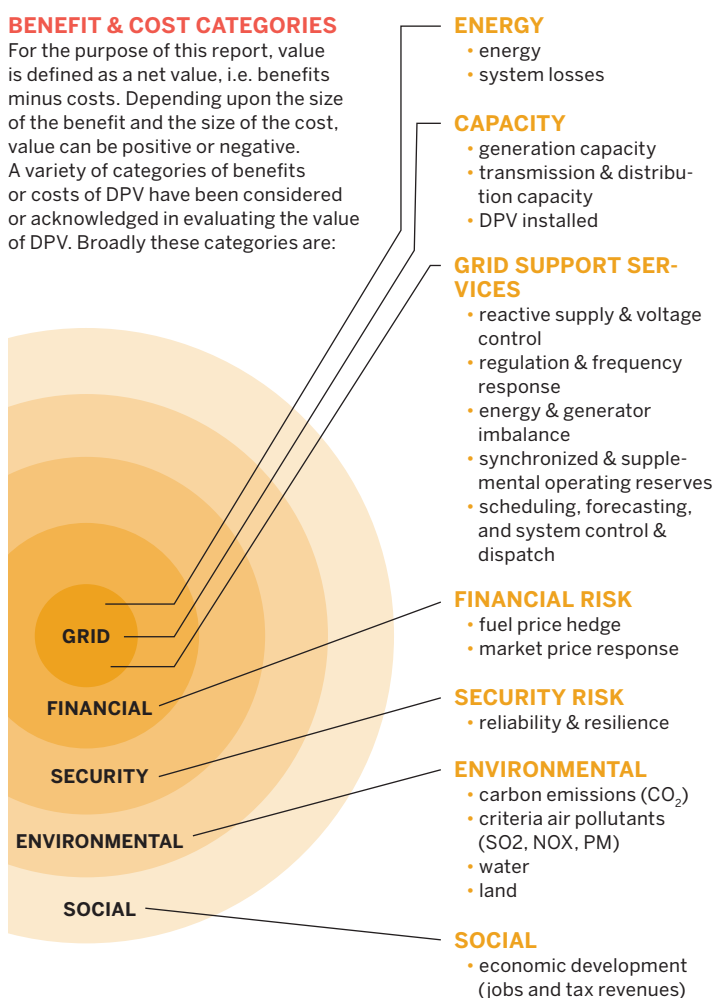 BENEFIT & COST CATEGORIES
For the purpose of this report, value
is defined as a net value, i.e. benefits
minus costs. Depending upon the size
of the benefit and the size of the cost,
value can be positive or negative.
A variety of categories of benefits
or costs of DPV have been considered
or acknowledged in evaluating the value
of DPV. Broadly these categories are:
GRID
FINANCIAL
SECURITY
ENVIRONMENTAL
SOCIAL
ENERGY
• energy
• system losses
CAPACITY
• generation capacity
• transmission & distribu-
tion capacity
• DPV installed
GRID SUPPORT SER-
VICES
• reactive supply & voltage
control
• regulation & frequency
response
• energy & generator
imbalance
• synchronized & supple-
mental operating reserves
• scheduling, forecasting,
and system control &
dispatch
FINANCIAL RISK
• fuel price hedge
• market price response
SECURITY RISK
• reliability & resilience
ENVIRONMENTAL
• carbon emissions (CO₂)
• criteria air pollutants
(SO2, NOX, PM)
• water
• land
SOCIAL
• economic development
(jobs and tax revenues)